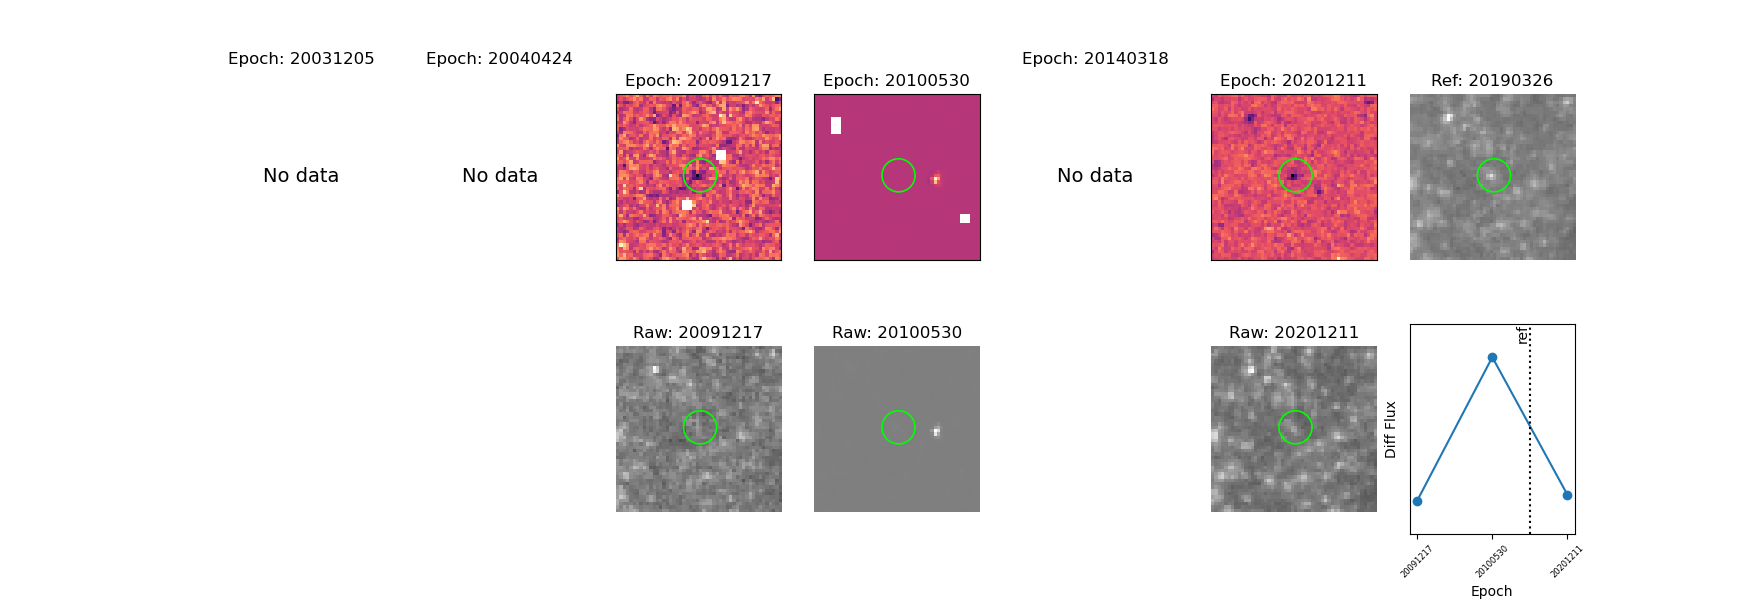 Epoch: 20031205
Epoch: 20040424
Epoch: 20140318
Epoch: 20091217
Epoch: 20100530
Epoch: 20201211
Ref: 20190326
No data
No data
No data
Raw: 20091217
Raw: 20100530
Raw: 20201211
ref
Diff Flux
20091217
20100530
20201211
Epoch